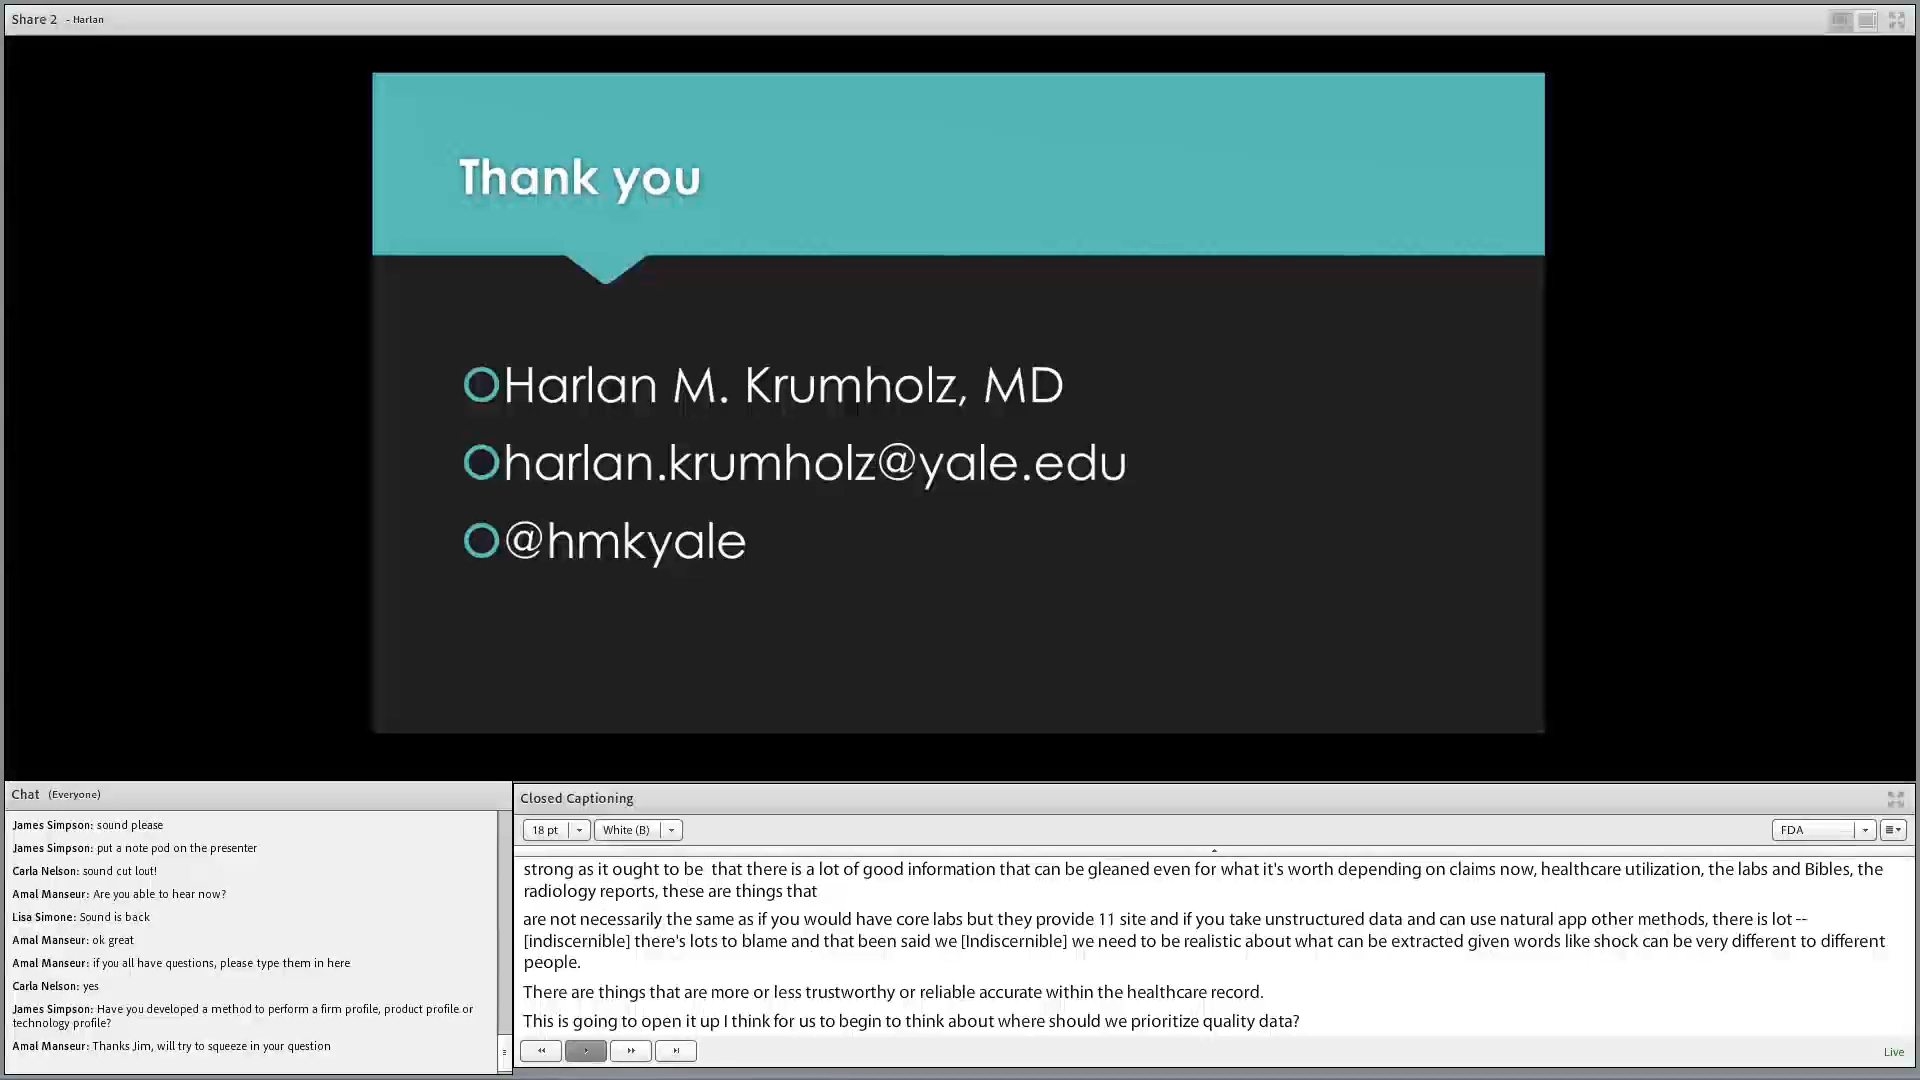 Share 2 - Harlan
Thank you
Harlan M. Krumholz, MD
harlan.krumholz@yale.edu
@hmkyale
Chat (Everyone)
James Simpson: sound please
James Simpson: put a note pod on the presenter
Carla Nelson: sound cut lout!
Amal Manseur: Are you able to hear now?
Lisa Simone: Sound is back
Amal Manseur: ok great
Amal Manseur: if you all have questions, please type them in here
Carla Nelson: yes
James Simpson: Have you developed a method to perform a firm profile, product profile or
technology profile?
Amal Manseur: Thanks Jim, will try to squeeze in your question
Closed Captioning
18 pt White (B) FDA
strong as it ought to be  that there is a lot of good information that can be gleaned even for what it's worth depending on claims now, healthcare utilization, the labs and Bibles, the
radiology reports, these are things that
are not necessarily the same as if you would have core labs but they provide 11 site and if you take unstructured data and can use natural app other methods, there is lot --
[indiscernible] there's lots to blame and that been said we [Indiscernible] we need to be realistic about what can be extracted given words like shock can be very different to different
people.
There are things that are more or less trustworthy or reliable accurate within the healthcare record.
This is going to open it up I think for us to begin to think about where should we prioritize quality data?
Live